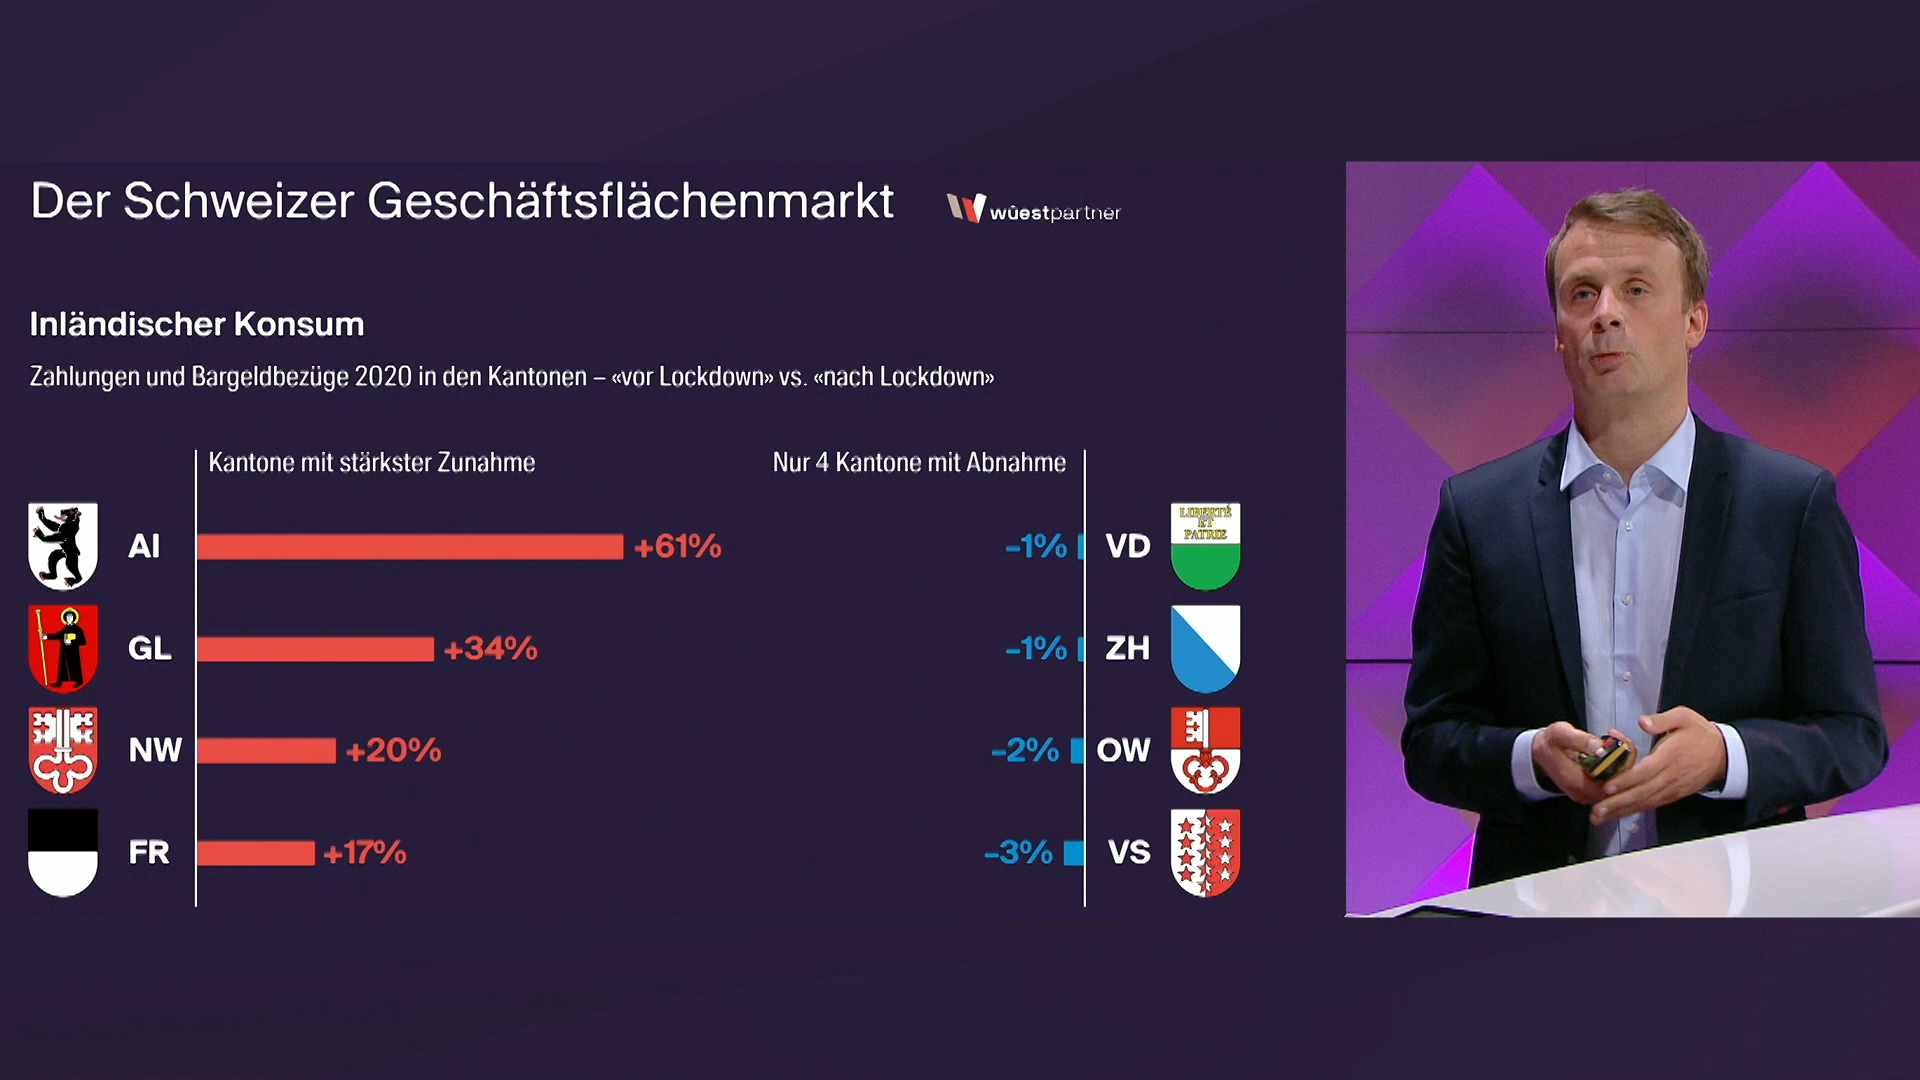 Der Schweizer Geschäftsflächenmarkt
wüestpartner
Inländischer Konsum
Zahlungen und Bargeldbezüge 2020 in den Kantonen – «vor Lockdown» vs. «nach Lockdown»
Kantone mit stärkster Zunahme
Nur 4 Kantone mit Abnahme
AI +61%
GL +34%
NW +20%
FR +17%
-1% VD
LIBERTÉ
ET
PATRIE
-1% ZH
-2% OW
-3% VS